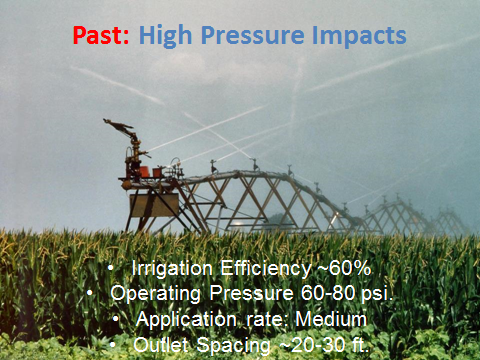 Past: High Pressure Impacts
• Irrigation Efficiency ~60%
• Operating Pressure 60-80 psi.
• Application rate: Medium
• Outlet Spacing ~20-30 ft.